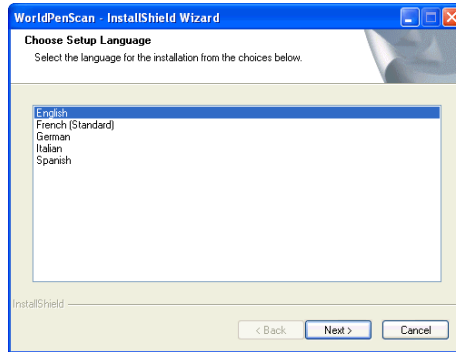 WorldPenScan - InstallShield Wizard
Choose Setup Language
Select the language for the installation from the choices below.
English
French (Standard)
German
Italian
Spanish
InstallShield
< Back Next > Cancel